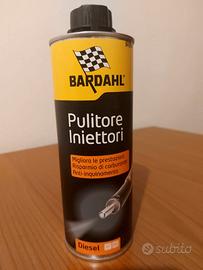 BARDAHL
Pulitore
Iniettori
Migliora le prestazioni
Risparmio di carburante
Anti-inquinamento
Diesel
subito